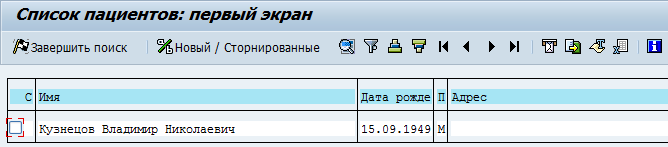 Список пациентов: первый экран
Завершить поиск Новый / Сторнированные
С Имя Дата рожде П Адрес
Кузнецов Владимир Николаевич 15.09.1949 М